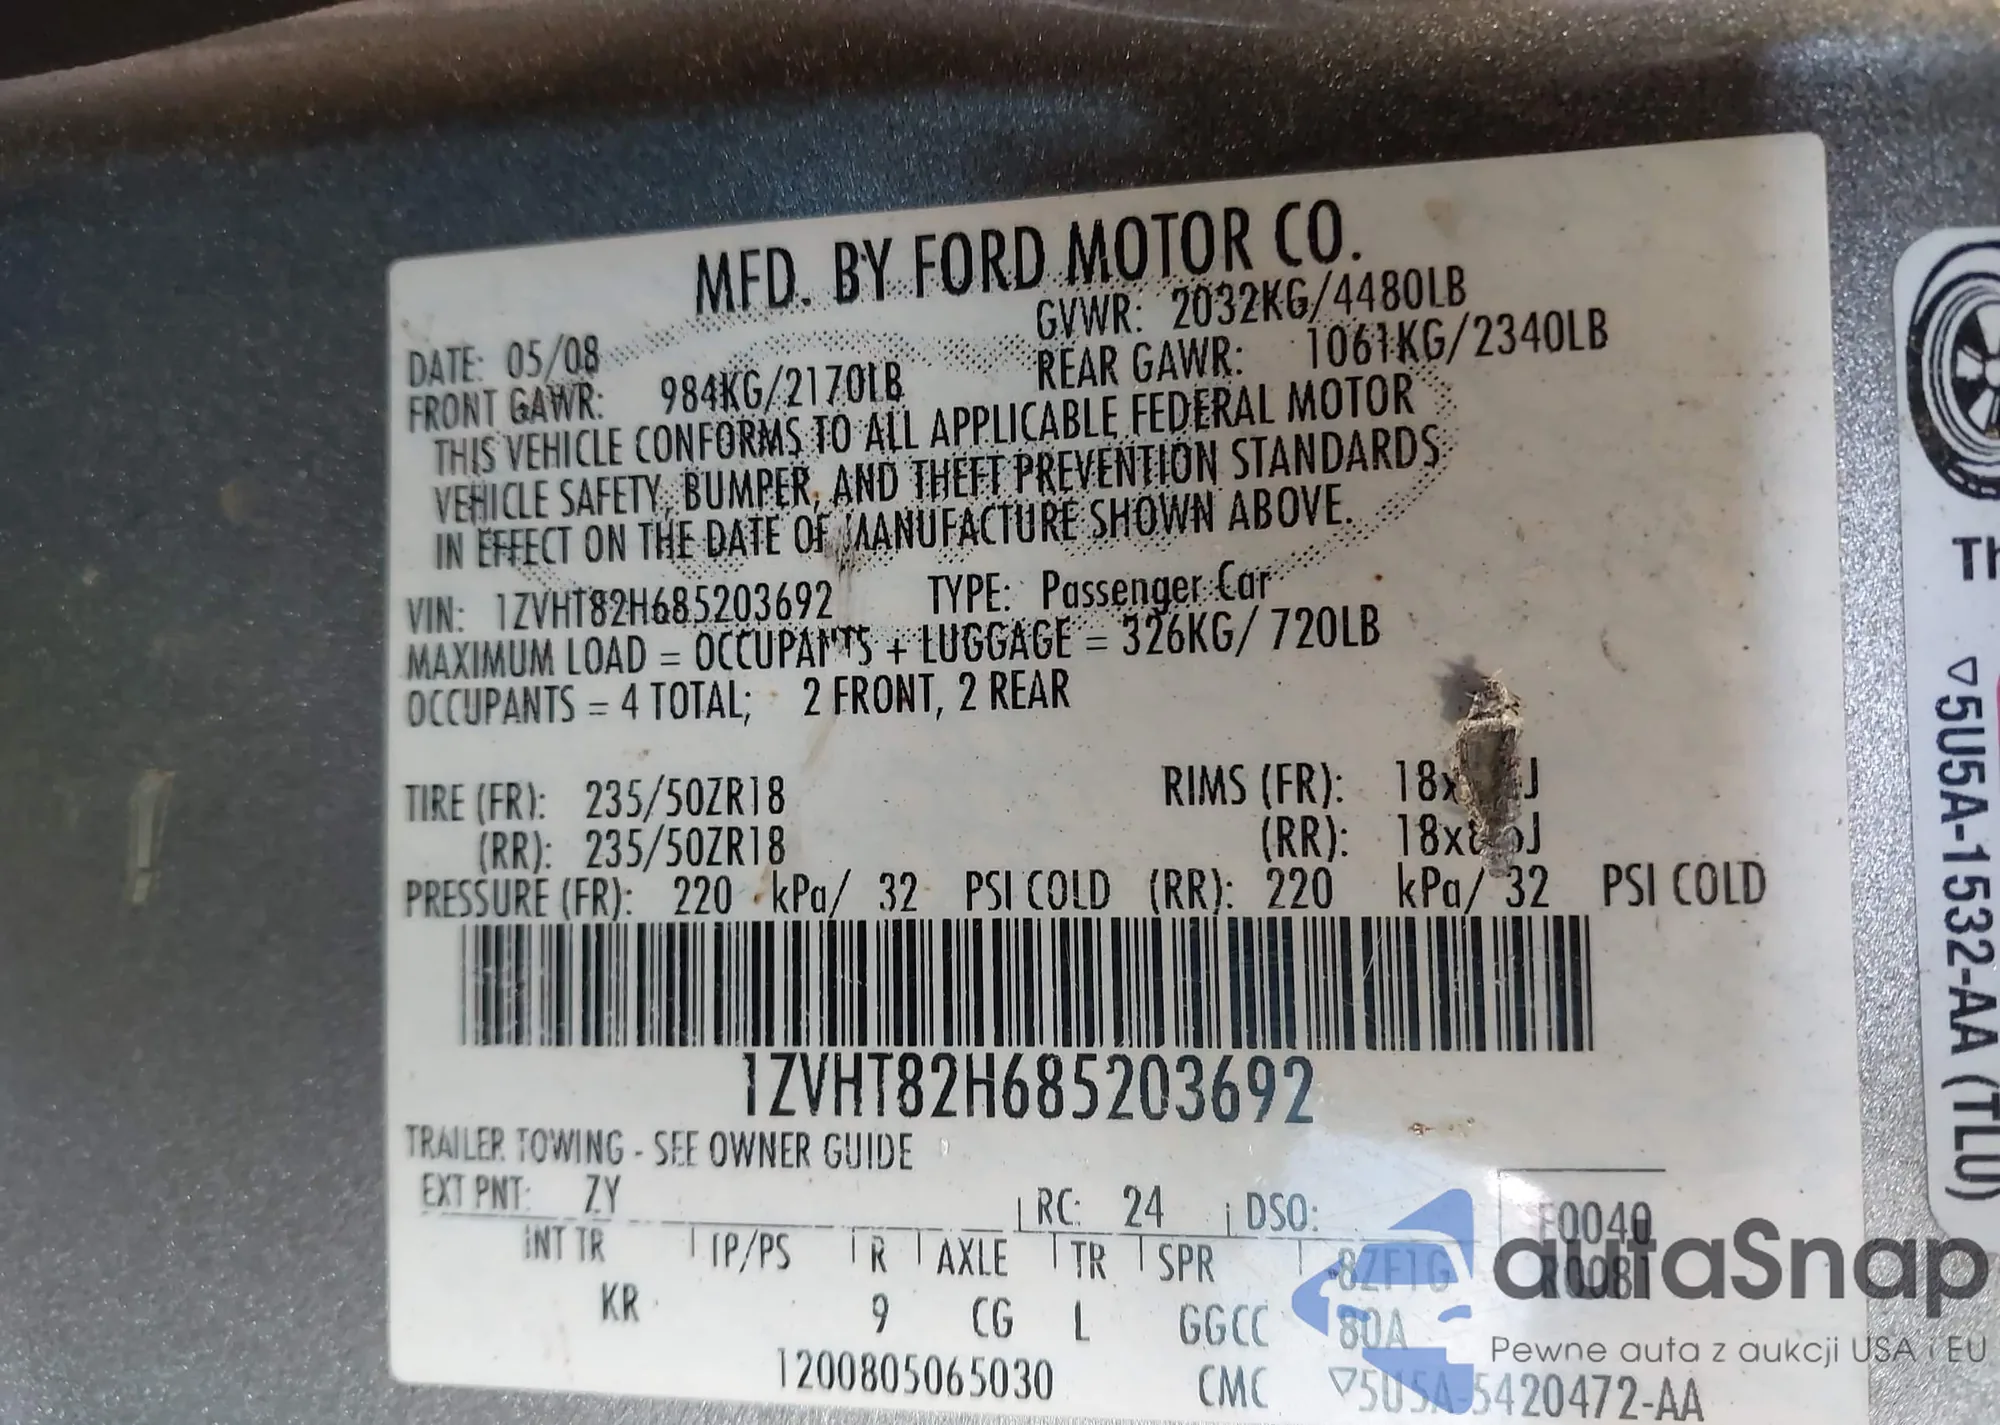 MFD. BY FORD MOTOR CO.
DATE: 05/08 GVWR: 2032KG/4480LB
FRONT GAWR: 984KG/2170LB REAR GAWR: 1061KG/2340LB
THIS VEHICLE CONFORMS TO ALL APPLICABLE FEDERAL MOTOR
VEHICLE SAFETY, BUMPER, AND THEFT PREVENTION STANDARDS
IN EFFECT ON THE DATE OF MANUFACTURE SHOWN ABOVE.
VIN: 1ZVHT82H685203692 TYPE: Passenger Car
MAXIMUM LOAD = OCCUPANTS + LUGGAGE = 326KG/ 720LB
OCCUPANTS = 4 TOTAL; 2 FRONT, 2 REAR
TIRE (FR): 235/50ZR18 RIMS (FR):
(RR): 235/50ZR18 (RR):
PRESSURE (FR): 220 kPa/ 32 PSI COLD (RR): 220 kPa/ 32 PSI COLD
1ZVHT82H685203692
TRAILER TOWING - SEE OWNER GUIDE
EXT PNT: ZY RC: 24 DSO:
INT TR TP/PS R AXLE TR SPR
KR 9 CG L GGCC 80A
1200805065030 CMC ▽5U5A-5420472-AA
▽5U5A-1532-AA (TLU)
autoSnap
Pewne auta z aukcji USA i EU